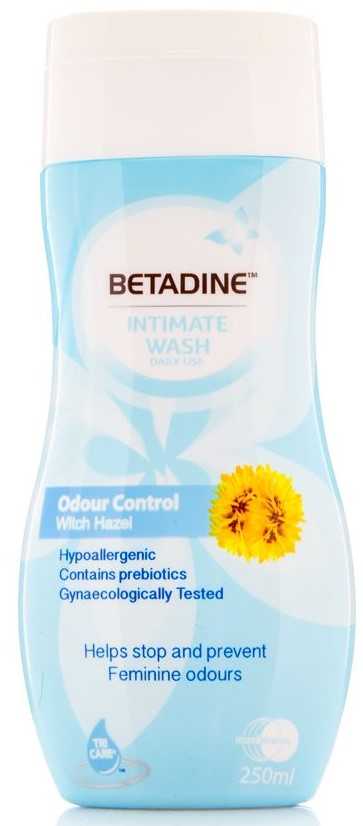 BETADINE™
INTIMATE
WASH
DAILY USE
Odour Control
Witch Hazel
Hypoallergenic
Contains prebiotics
Gynaecologically Tested
Helps stop and prevent
Feminine odours
TRI
CARE
250ml